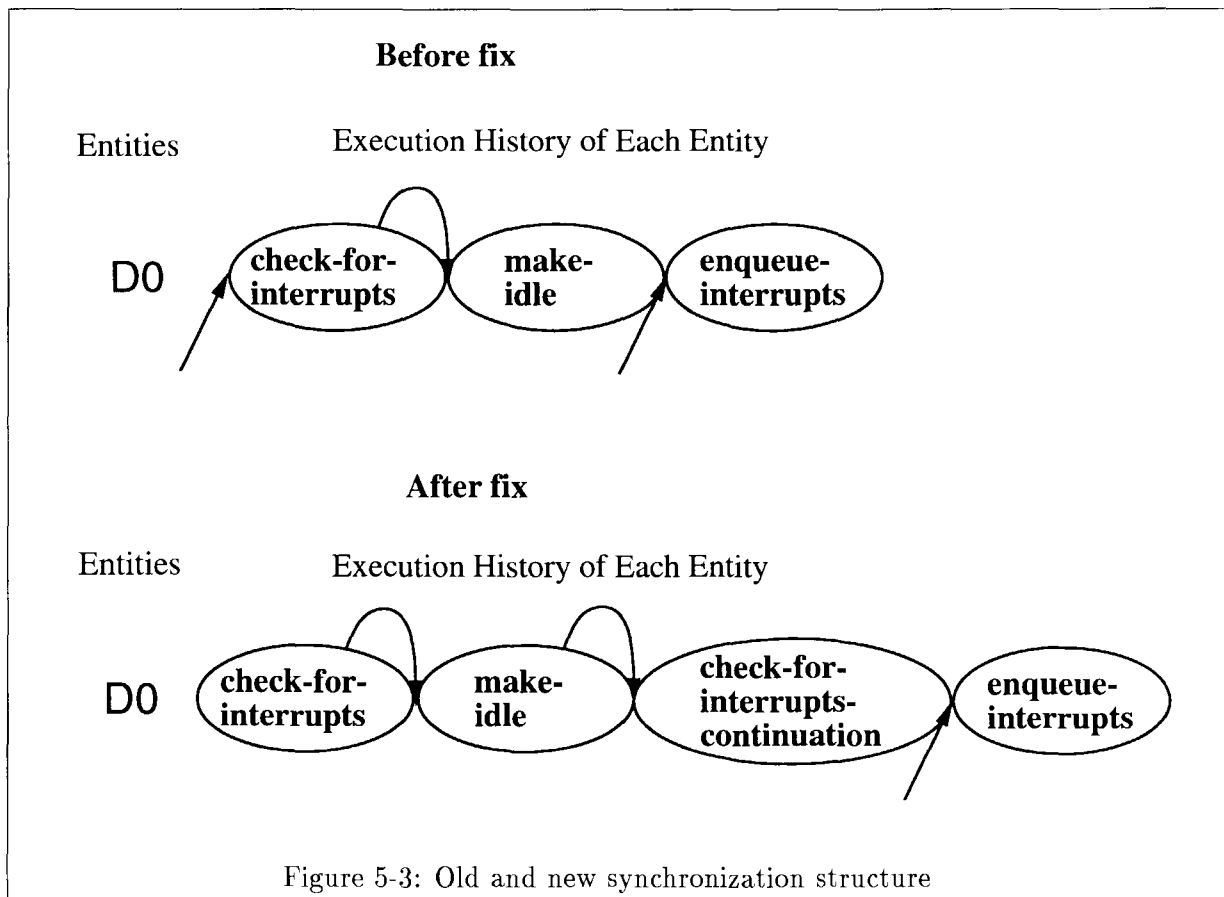 Before fix
Entities
Execution History of Each Entity
D0
check-for-
interrupts
make-
idle
enqueue-
interrupts
After fix
Entities
Execution History of Each Entity
D0
check-for-
interrupts
make-
idle
check-for-
interrupts-
continuation
enqueue-
interrupts
Figure 5-3: Old and new synchronization structure